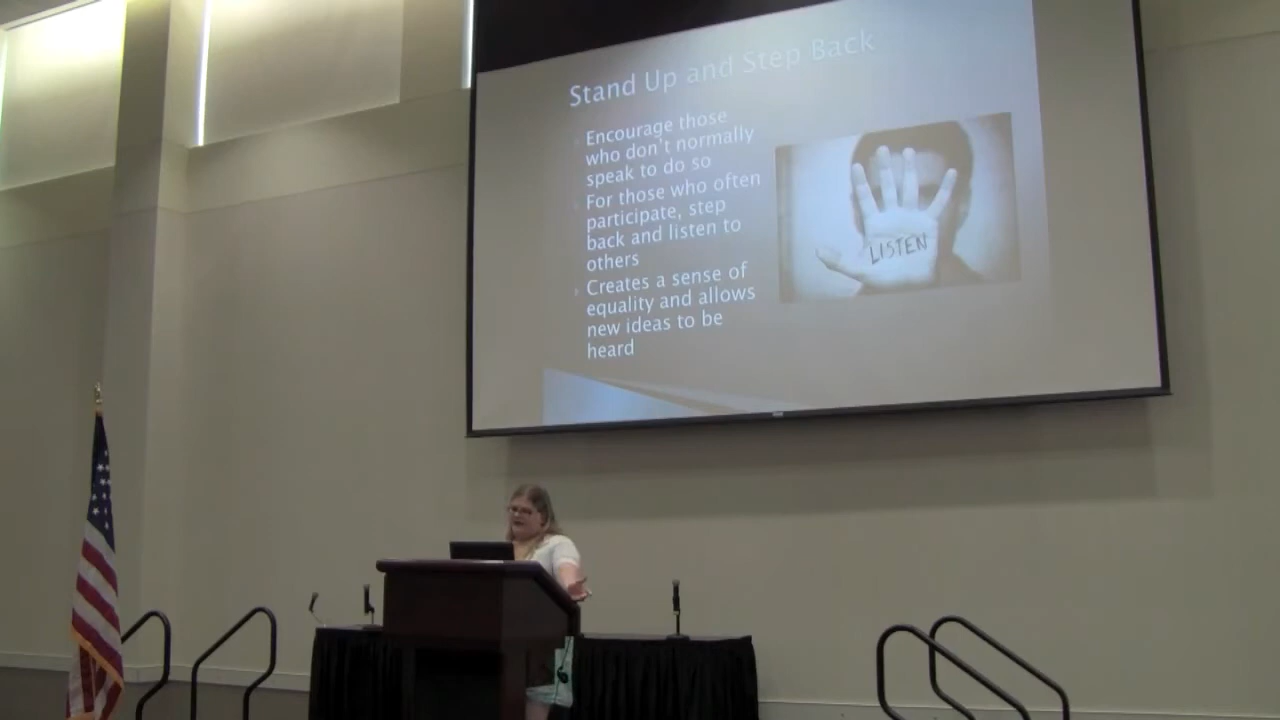 Stand Up and Step Back
Encourage those
who don't normally
speak to do so
For those who often
participate, step
back and listen to
others
Creates a sense of
equality and allows
new ideas to be
heard
LISTEN